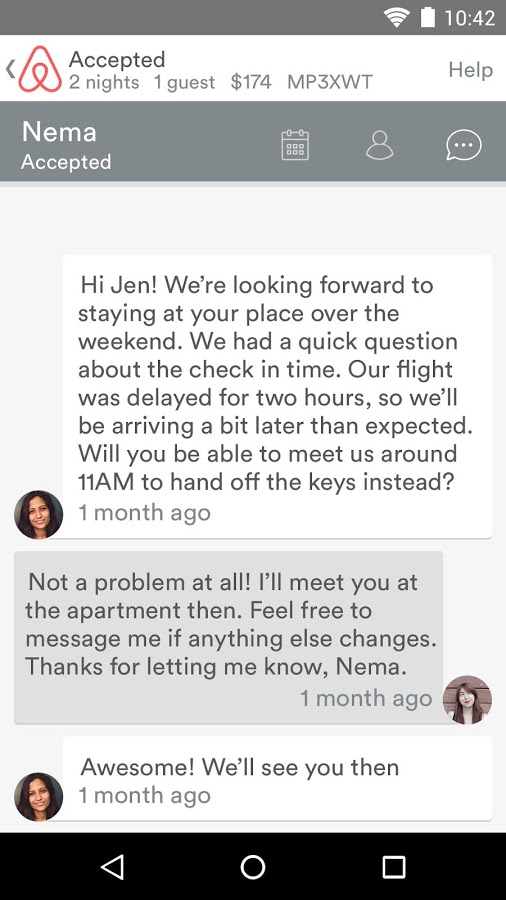 10:42
Accepted
2 nights 1 guest $174 MP3XWT
Help
Nema
Accepted
Hi Jen! We’re looking forward to
staying at your place over the
weekend. We had a quick question
about the check in time. Our flight
was delayed for two hours, so we’ll
be arriving a bit later than expected.
Will you be able to meet us around
11AM to hand off the keys instead?
1 month ago
Not a problem at all! I’ll meet you at
the apartment then. Feel free to
message me if anything else changes.
Thanks for letting me know, Nema.
1 month ago
Awesome! We’ll see you then
1 month ago